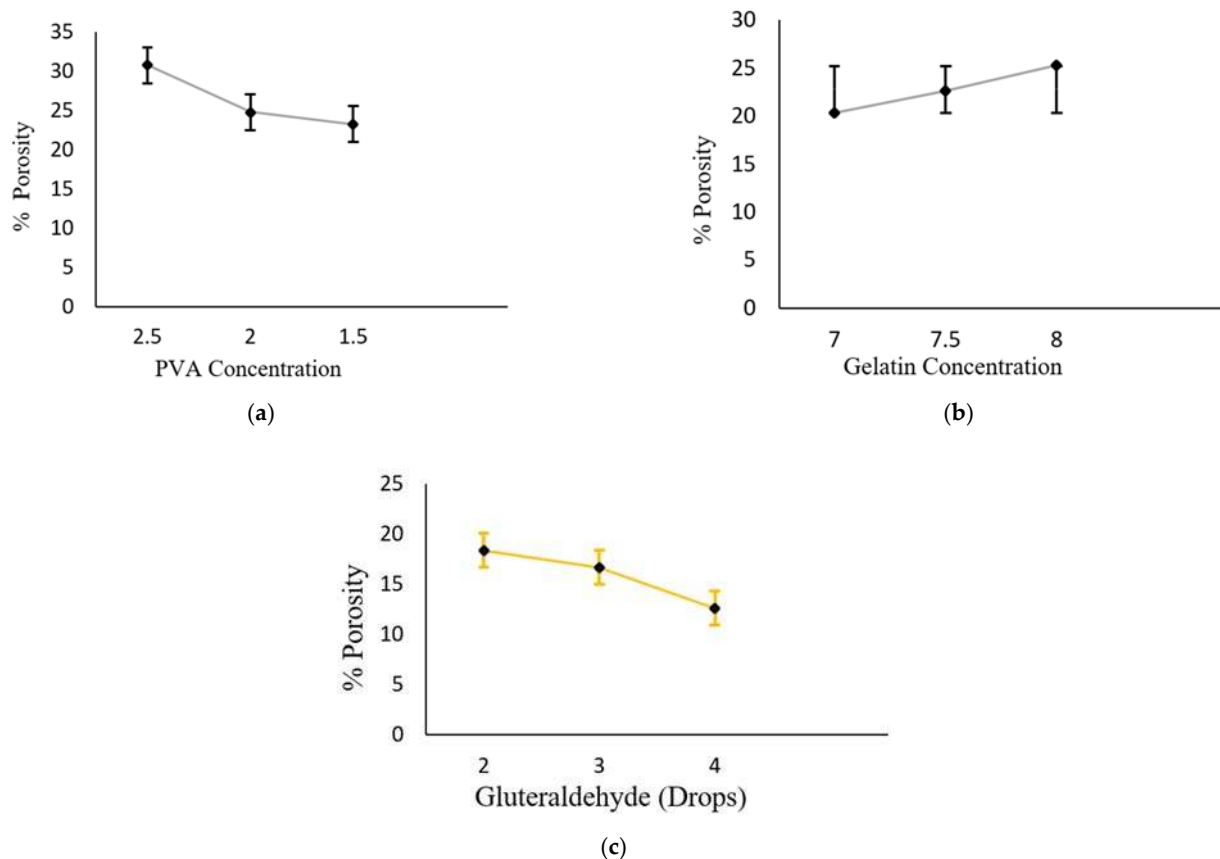 35
30
25
20
15
10
5
0
% Porosity
2.5 2 1.5
PVA Concentration
(a)
30
25
20
15
10
5
0
% Porosity
7 7.5 8
Gelatin Concentration
(b)
25
20
15
10
5
0
% Porosity
2 3 4
Gluteraldehyde (Drops)
(c)